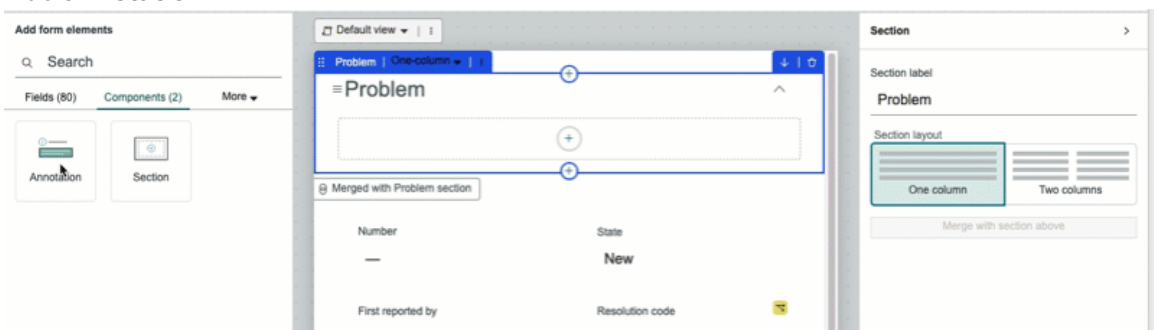 Add form elements
Search
Fields (80) Components (2) More
Annotation Section
Default view
Problem One-column
Problem
Merged with Problem section
Number State
— New
First reported by Resolution code
Section
Section label
Problem
Section layout
One column Two columns
Merge with section above